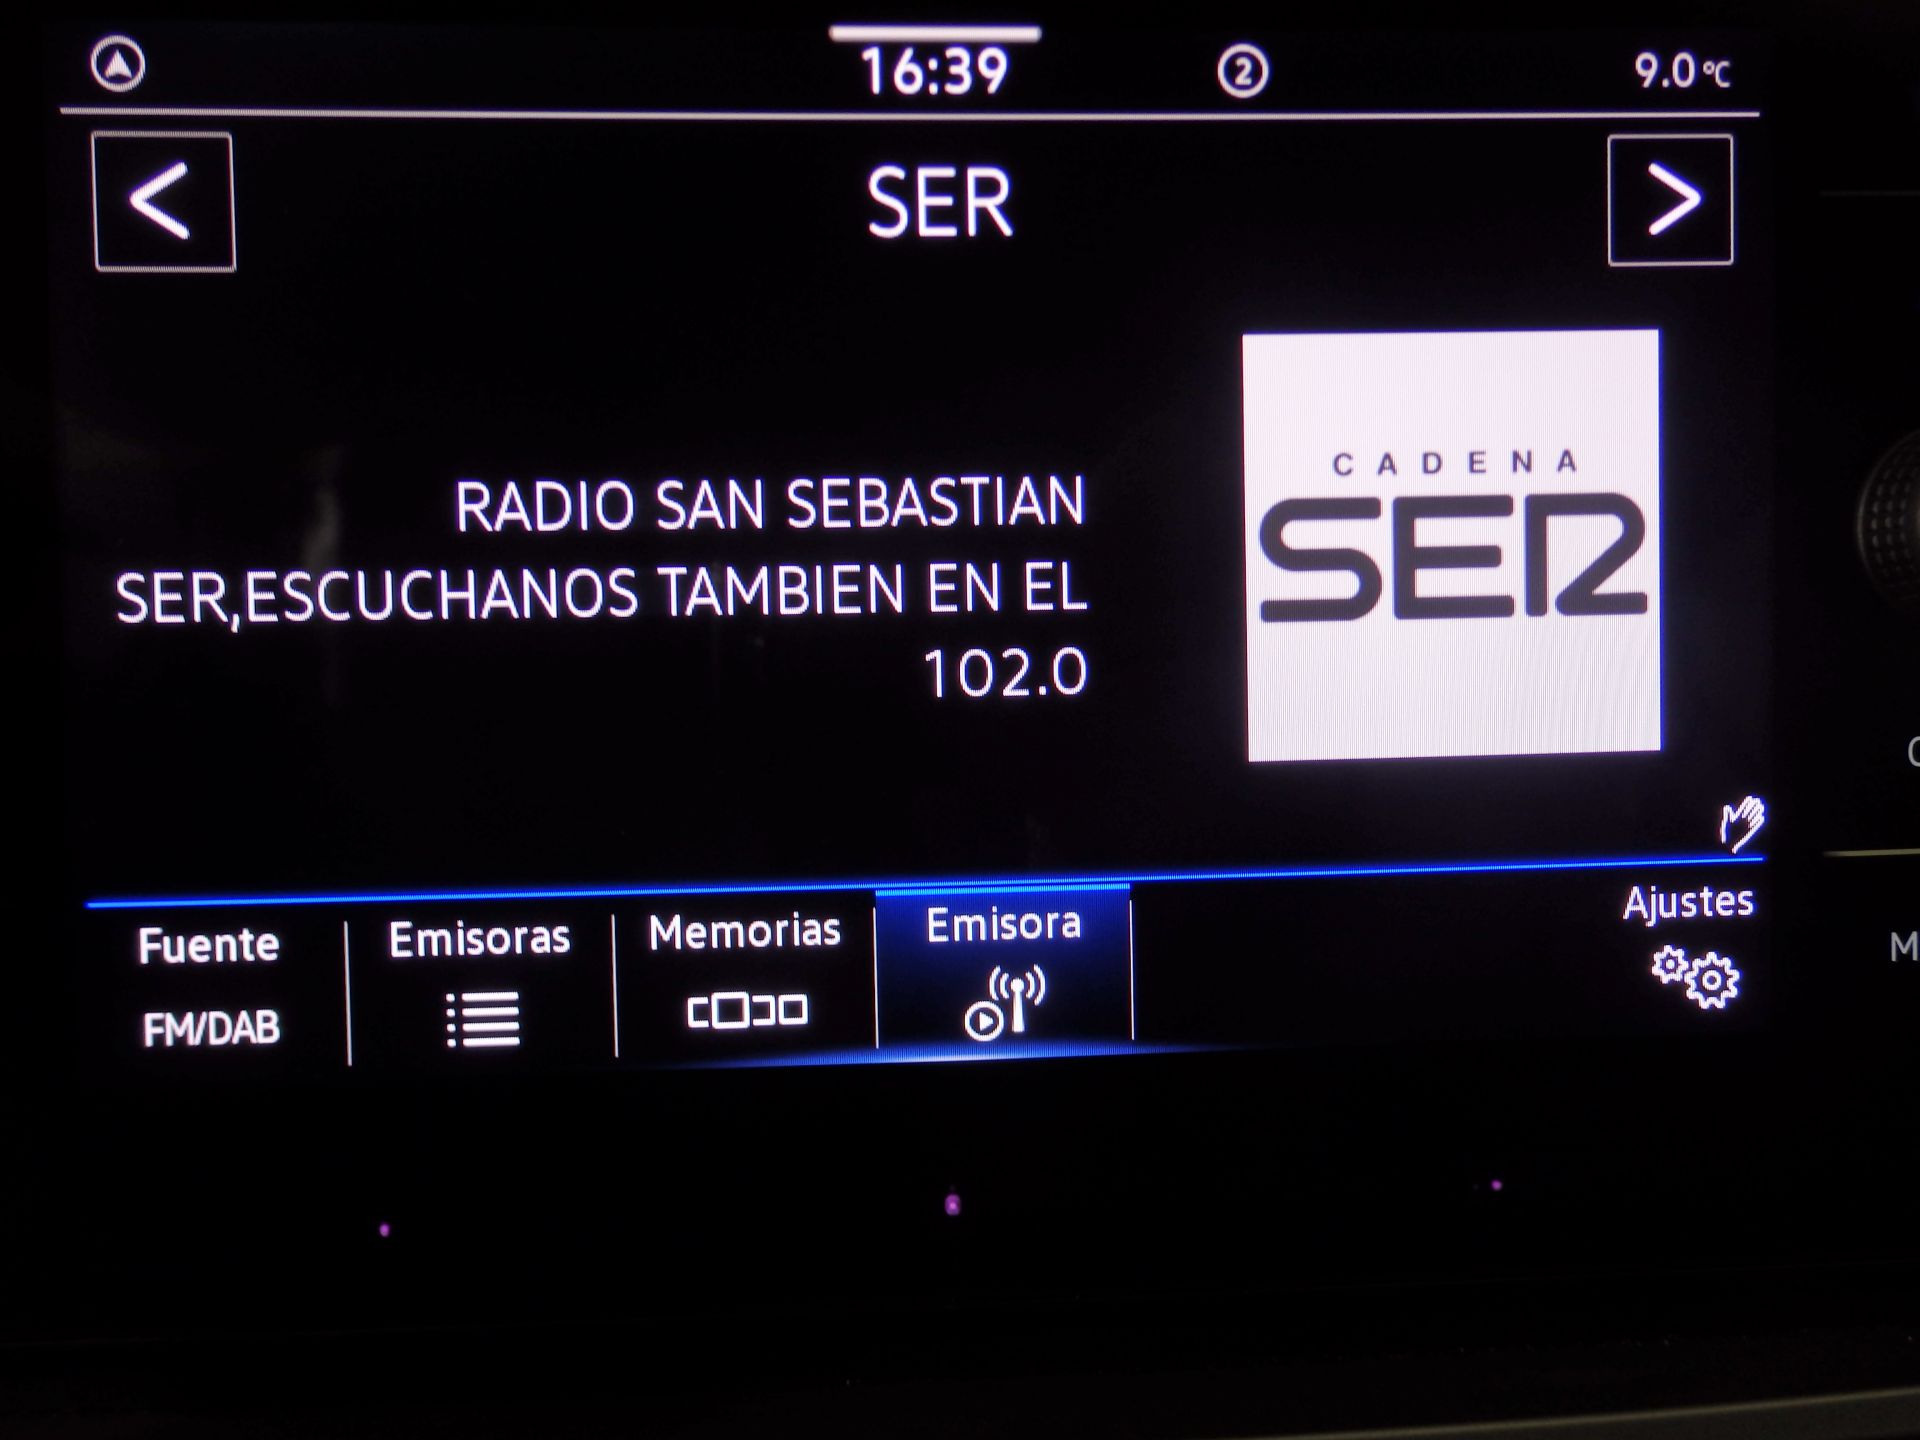 16:39
2
9.0°C
<
SER
>
CADENA
SER
RADIO SAN SEBASTIAN
SER,ESCUCHANOS TAMBIEN EN EL
102.0
Fuente
FM/DAB
Emisoras
Memorias
Emisora
Ajustes